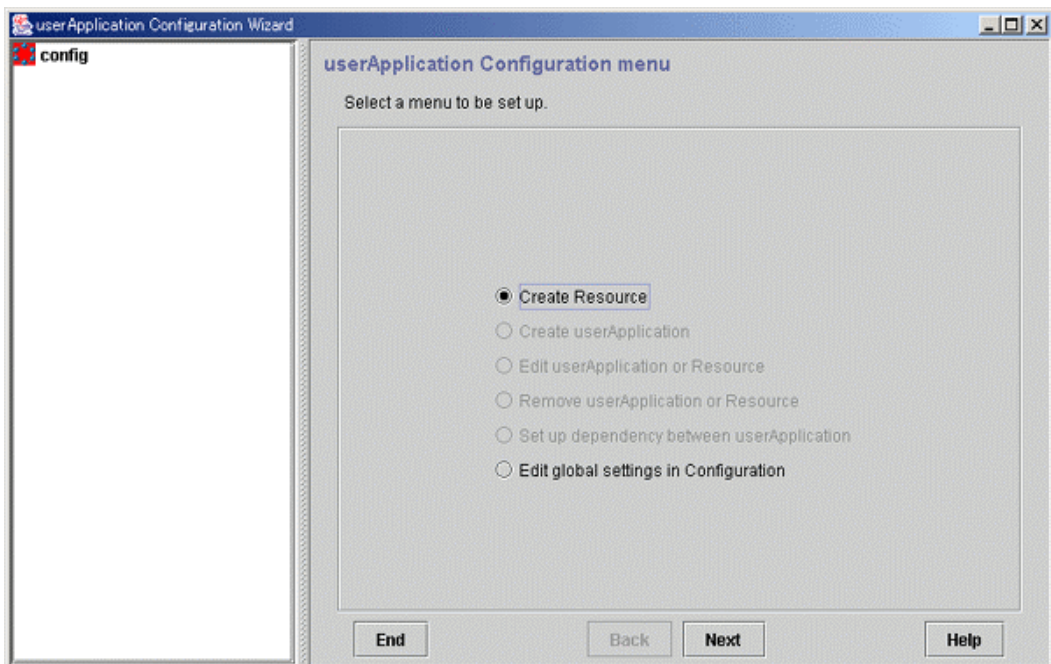 userApplication Configuration Wizard
config
userApplication Configuration menu
Select a menu to be set up.
Create Resource
Create userApplication
Edit userApplication or Resource
Remove userApplication or Resource
Set up dependency between userApplication
Edit global settings in Configuration
End
Back
Next
Help